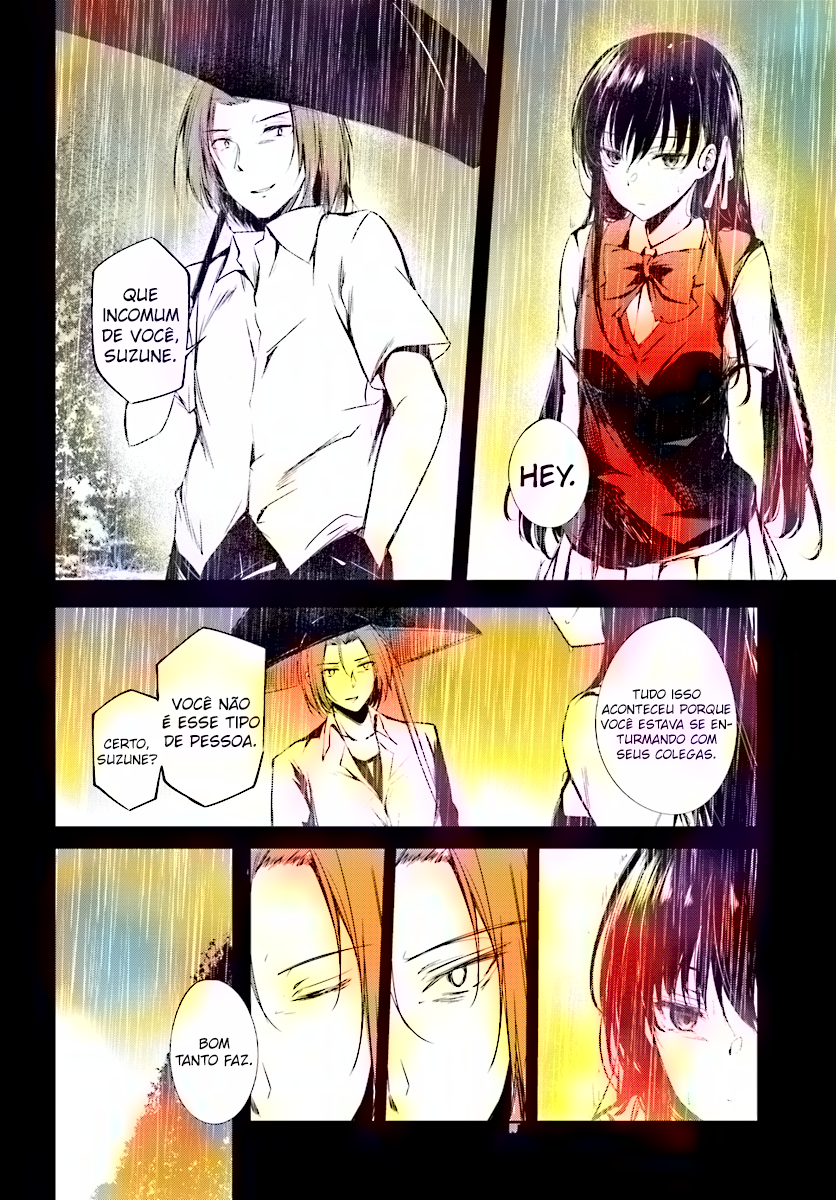 HEY.
QUE
INCOMUM
DE VOCÊ,
SUZUNE.
TUDO ISSO
ACONTECEU PORQUE
VOCÊ ESTAVA SE EN-
TURMANDO COM
SEUS COLEGAS.
VOCÊ NÃO
É ESSE TIPO
DE PESSOA.
CERTO,
SUZUNE?
BOM
TANTO FAZ.